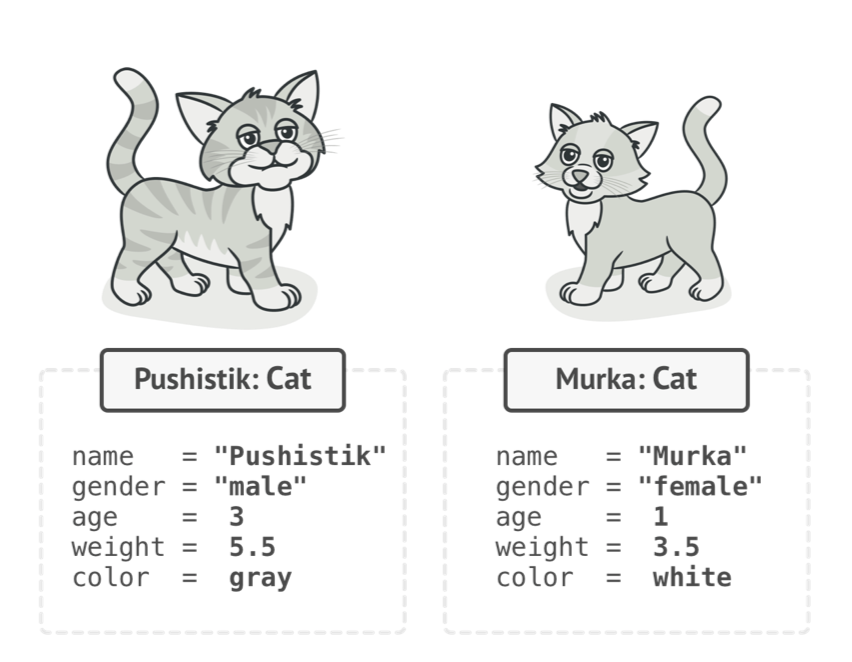 Pushistik: Cat
name = "Pushistik"
gender = "male"
age = 3
weight = 5.5
color = gray
Murka: Cat
name = "Murka"
gender = "female"
age = 1
weight = 3.5
color = white